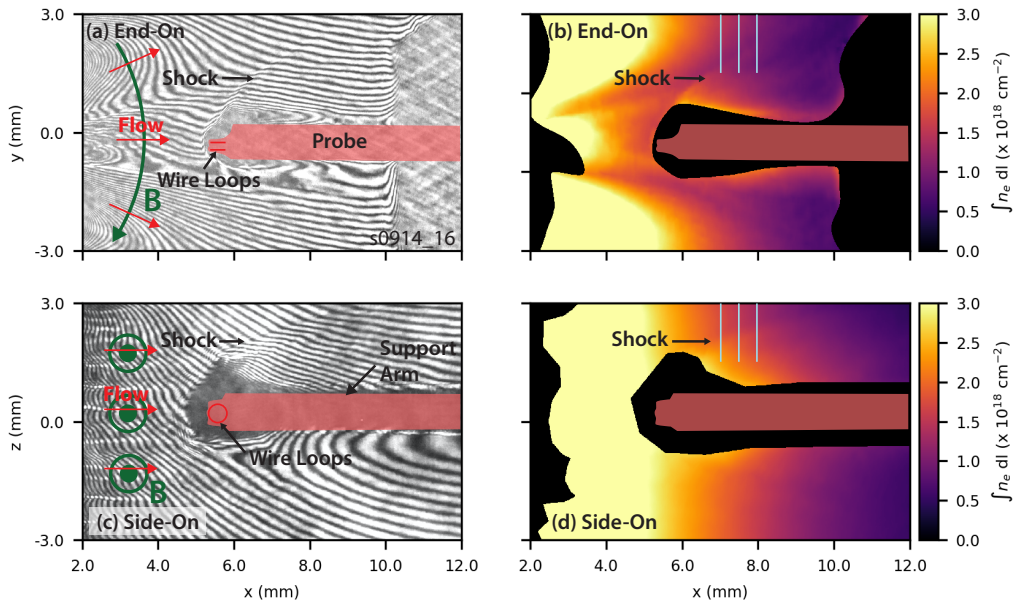 (a) End-On
Shock
Flow
Probe
Wire Loops
B
s0914_16
3.0
0.0
-3.0
y (mm)
(b) End-On
Shock
3.0
2.5
2.0
1.5
1.0
0.5
0.0
∫ nₑ dl (x 10¹⁸ cm⁻²)
Shock
Support
Arm
Flow
Wire Loops
B
(c) Side-On
3.0
0.0
-3.0
z (mm)
2.0 4.0 6.0 8.0 10.0 12.0
x (mm)
Shock
(d) Side-On
2.0 4.0 6.0 8.0 10.0 12.0
x (mm)
3.0
2.5
2.0
1.5
1.0
0.5
0.0
∫ nₑ dl (x 10¹⁸ cm⁻²)